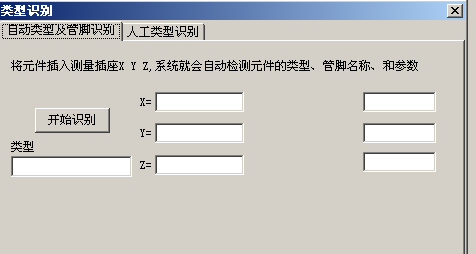 类型识别
自动类型及管脚识别 人工类型识别
将元件插入测量插座X Y Z,系统就会自动检测元件的类型、管脚名称、和参数
X=
开始识别
Y=
类型
Z=